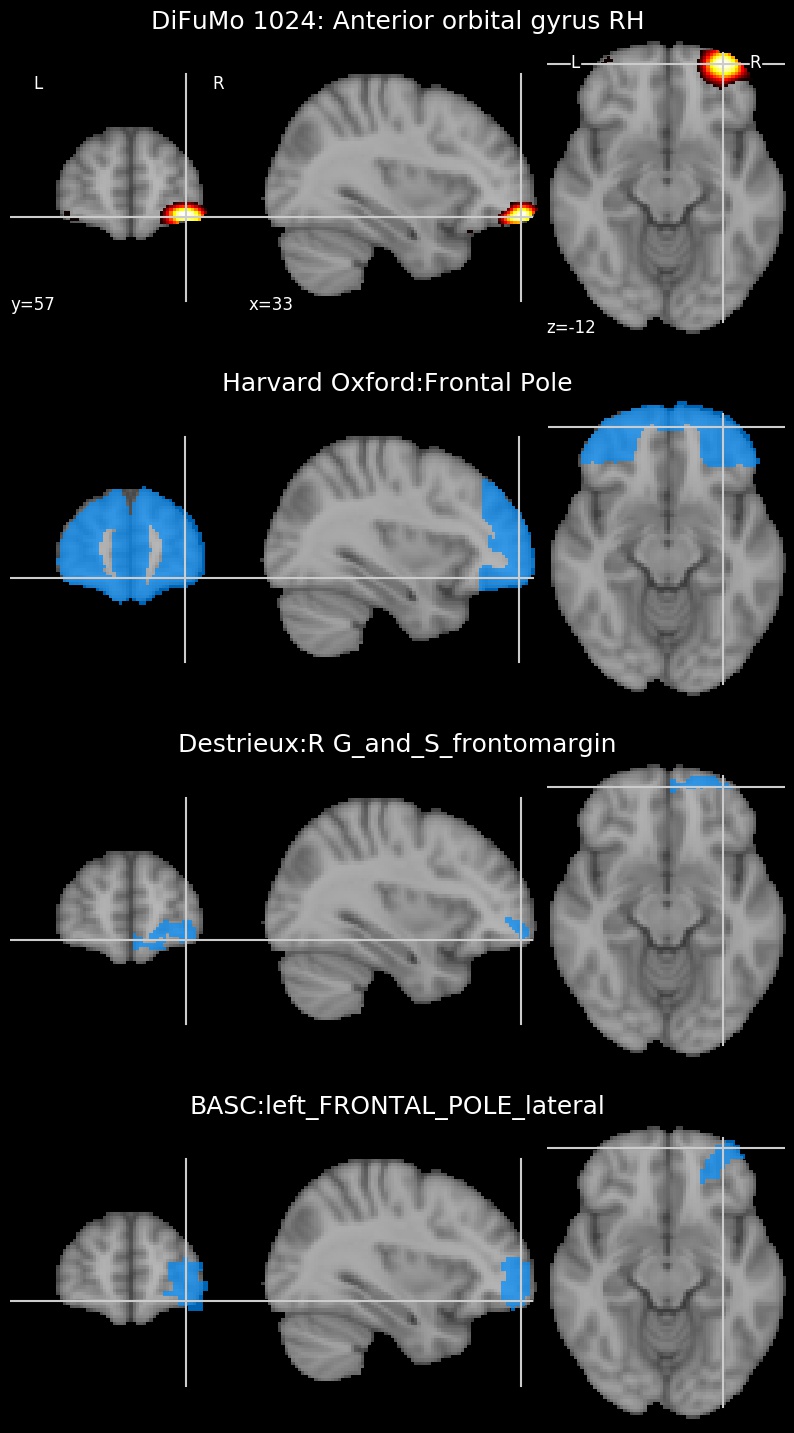 DiFuMo 1024: Anterior orbital gyrus RH
L R
L R
y=57
x=33
z=-12
Harvard Oxford:Frontal Pole
Destrieux:R G_and_S_frontomargin
BASC:left_FRONTAL_POLE_lateral